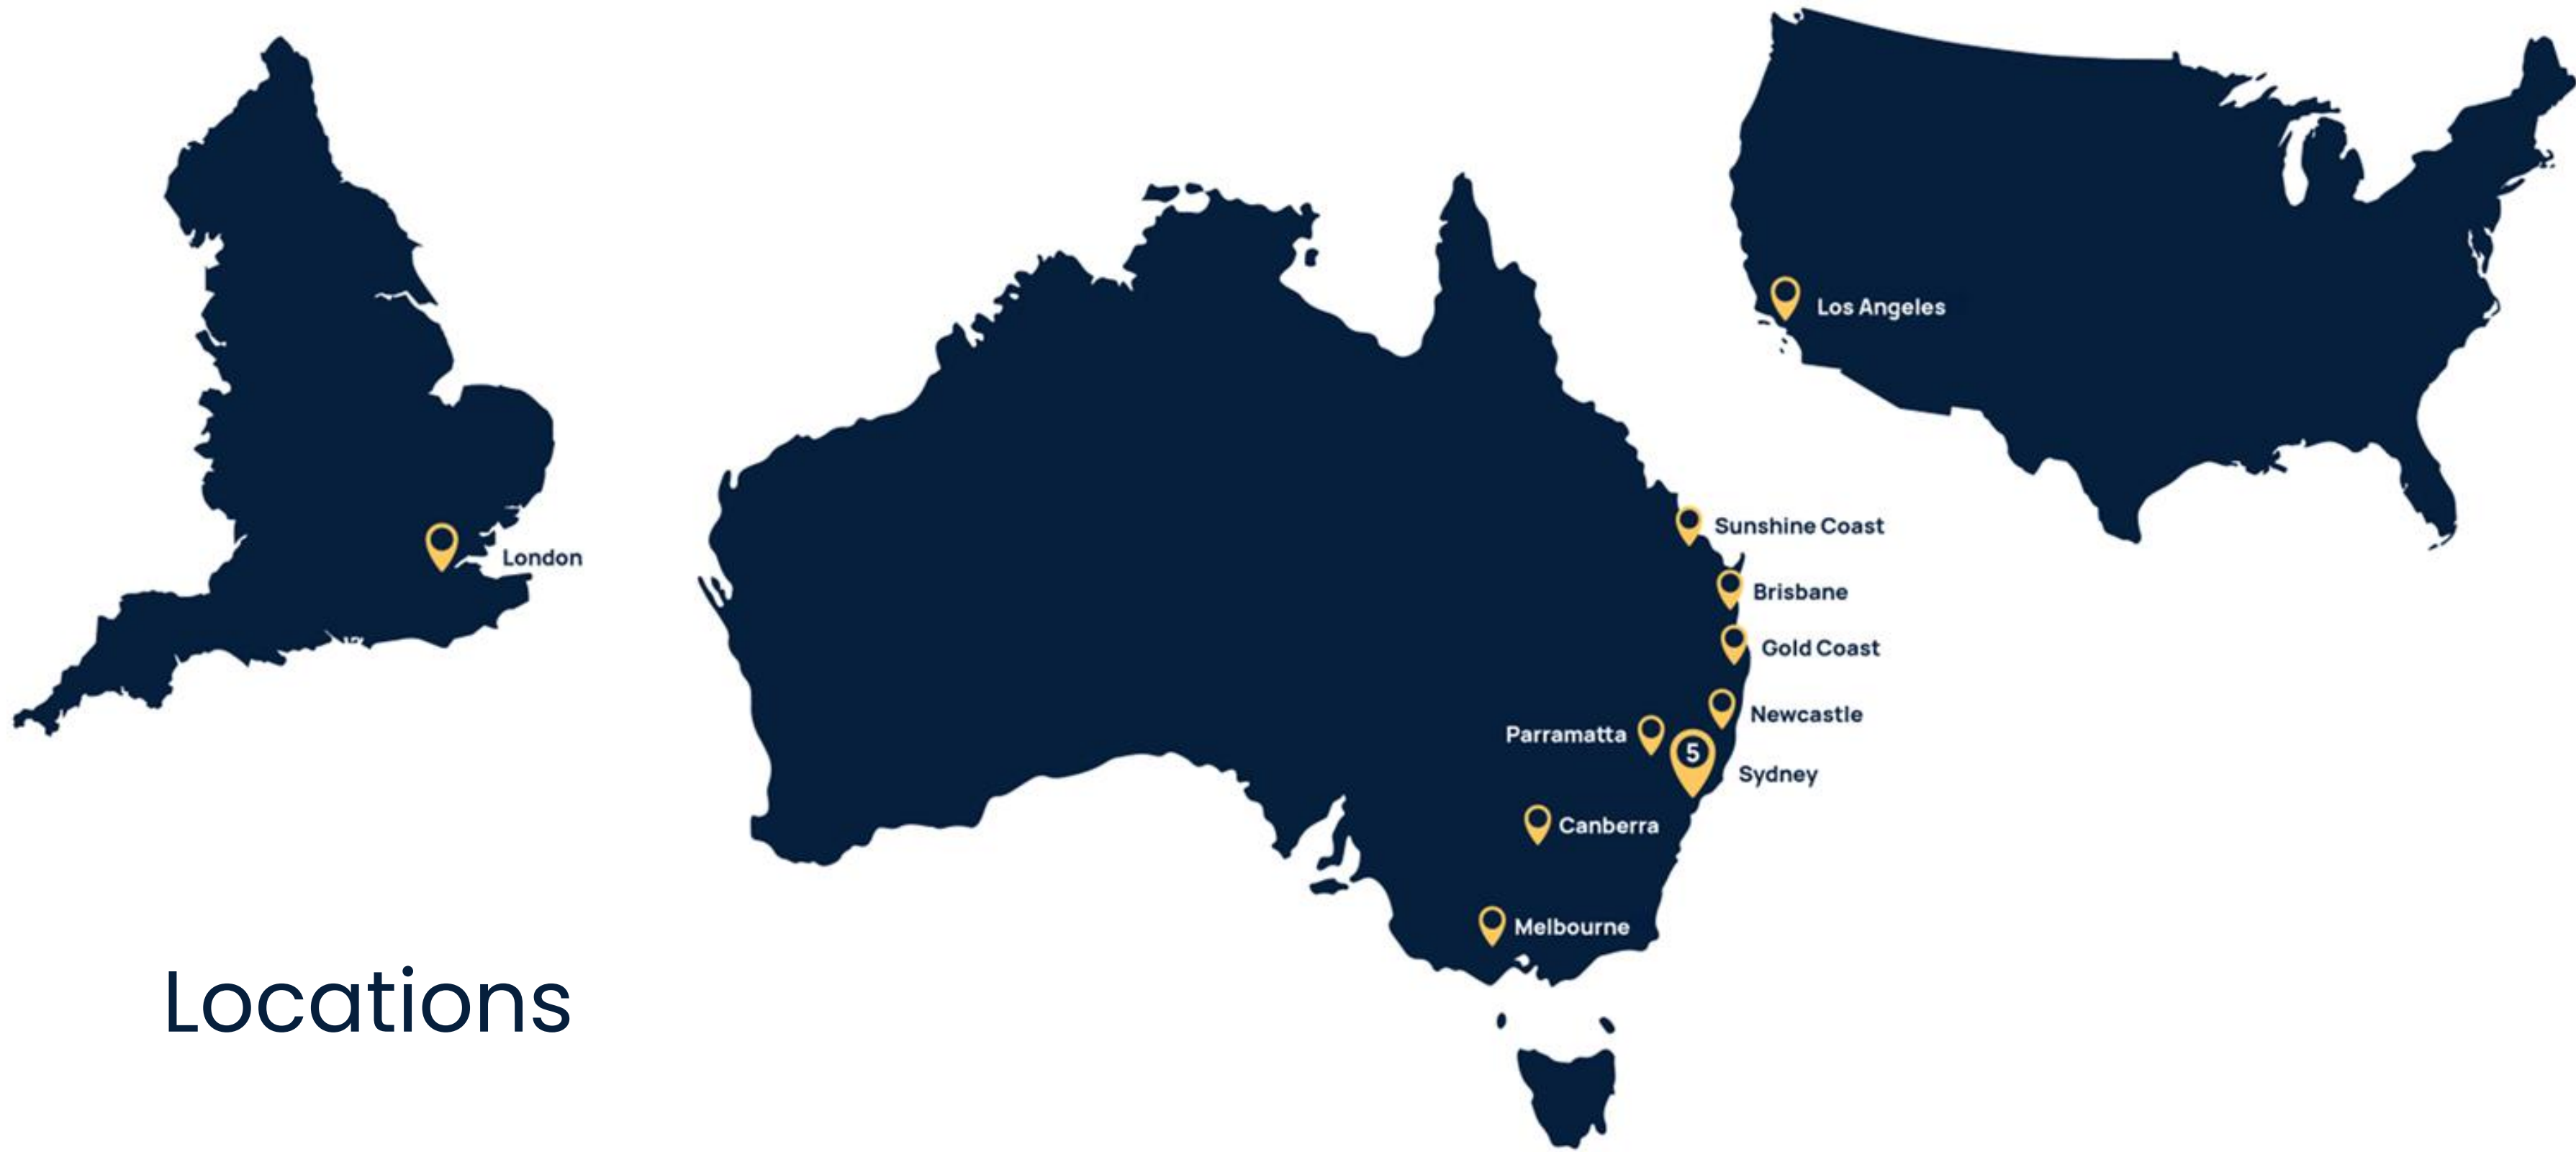 Los Angeles
Sunshine Coast
London
Brisbane
Gold Coast
Newcastle
Parramatta
5
Sydney
Canberra
Melbourne
Locations